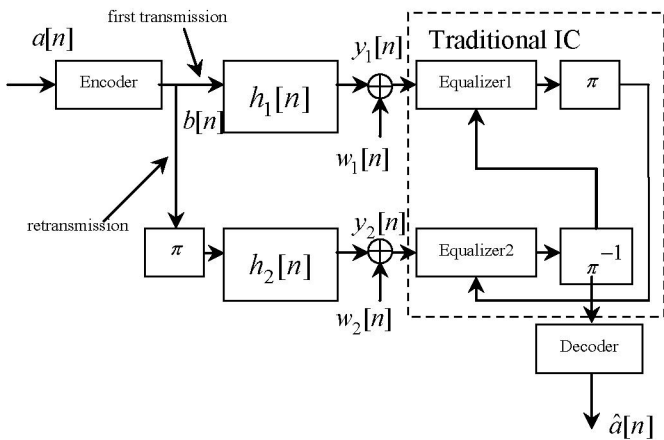 first transmission
a[n]
Encoder
b[n]
h₁[n]
y₁[n]
w₁[n]
Traditional IC
Equalizer1
π
retransmission
π
h₂[n]
y₂[n]
w₂[n]
Equalizer2
π⁻¹
Decoder
â[n]